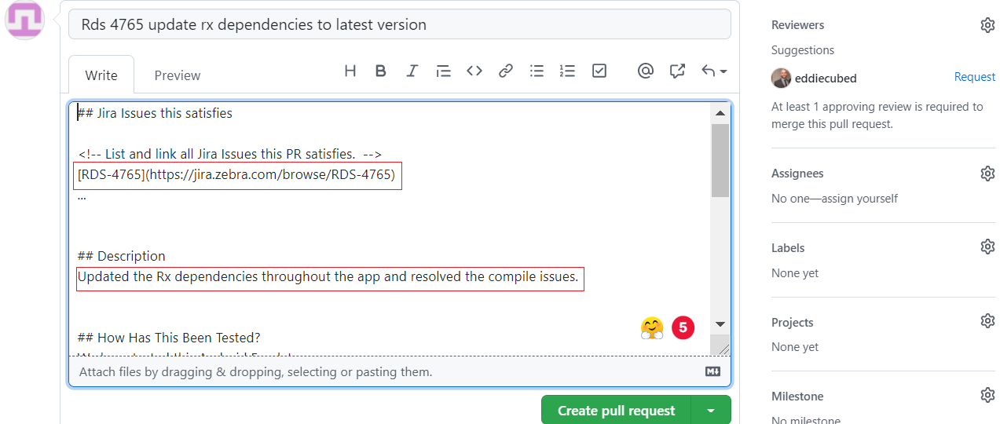 Rds 4765 update rx dependencies to latest version
Write
Preview
## Jira Issues this satisfies
<!-- List and link all Jira Issues this PR satisfies.  -->
[RDS-4765](https://jira.zebra.com/browse/RDS-4765)
...
## Description
Updated the Rx dependencies throughout the app and resolved the compile issues.
## How Has This Been Tested?
5
Attach files by dragging & dropping, selecting or pasting them.
Create pull request
Reviewers
Suggestions
eddiecubed
Request
At least 1 approving review is required to
merge this pull request.
Assignees
No one—assign yourself
Labels
None yet
Projects
None yet
Milestone
No milestone